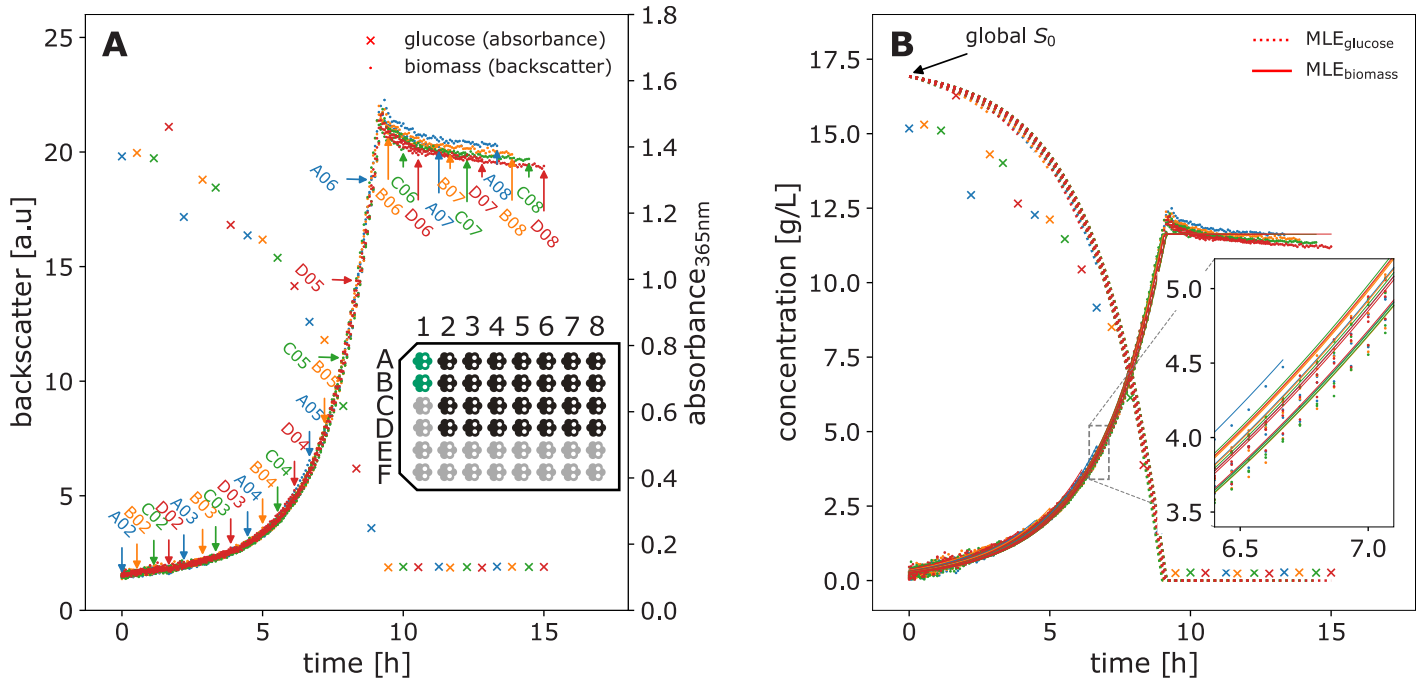 A
× glucose (absorbance)
· biomass (backscatter)
backscatter [a.u]
25
20
15
10
5
0
absorbance365nm
1.8
1.6
1.4
1.2
1.0
0.8
0.6
0.4
0.2
0.0
0 5 10 15
time [h]
A02
B02
C02
D02
A03
B03
C03
D03
A04
B04
C04
D04
A05
B05
C05
D05
A06
B06
C06
D06
A07
B07
C07
D07
A08
B08
C08
D08
1 2 3 4 5 6 7 8
A
B
C
D
E
F
B
global S0
MLEglucose
MLEbiomass
concentration [g/L]
17.5
15.0
12.5
10.0
7.5
5.0
2.5
0.0
0 5 10 15
time [h]
5.0
4.5
4.0
3.5
6.5 7.0